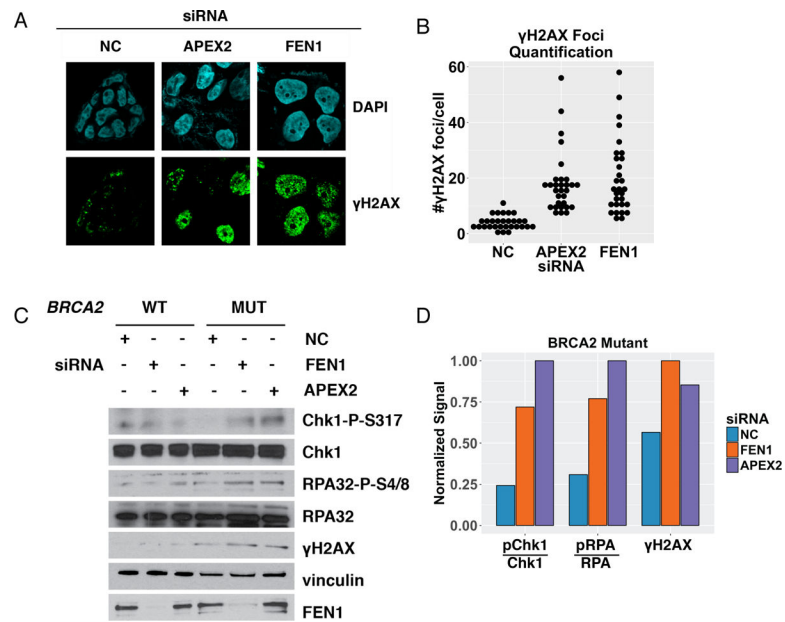 A
siRNA
NC APEX2 FEN1
DAPI
γH2AX
B
γH2AX Foci
Quantification
#γH2AX foci/cell
60
40
20
0
NC APEX2 FEN1
siRNA
C
BRCA2 WT MUT
+ - - + - - NC
siRNA - + - - + - FEN1
- - + - - + APEX2
Chk1-P-S317
Chk1
RPA32-P-S4/8
RPA32
γH2AX
vinculin
FEN1
D
BRCA2 Mutant
Normalized Signal
1.00
0.75
0.50
0.25
0.00
pChk1 pRPA γH2AX
Chk1 RPA
siRNA
NC
FEN1
APEX2